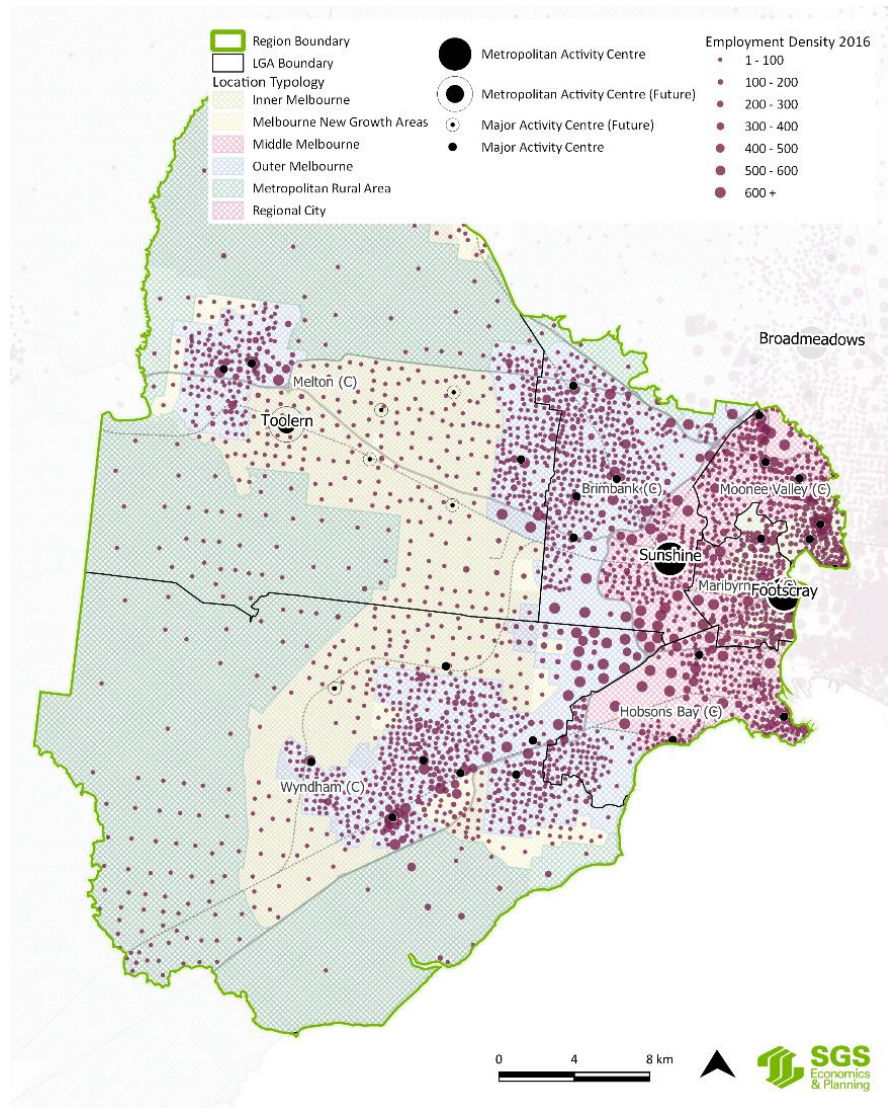 Region Boundary
LGA Boundary
Location Typology
Inner Melbourne
Melbourne New Growth Areas
Middle Melbourne
Outer Melbourne
Metropolitan Rural Area
Regional City
Metropolitan Activity Centre
Metropolitan Activity Centre (Future)
Major Activity Centre (Future)
Major Activity Centre
Employment Density 2016
1 - 100
100 - 200
200 - 300
300 - 400
400 - 500
500 - 600
600 +
Broadmeadows
Melton (C)
Toolern
Brimbank (C)
Moonee Valley (C)
Sunshine
Maribyrn
Footscray
Hobsons Bay (C)
Wyndham (C)
0 4 8 km
SGS
Economics
& Planning